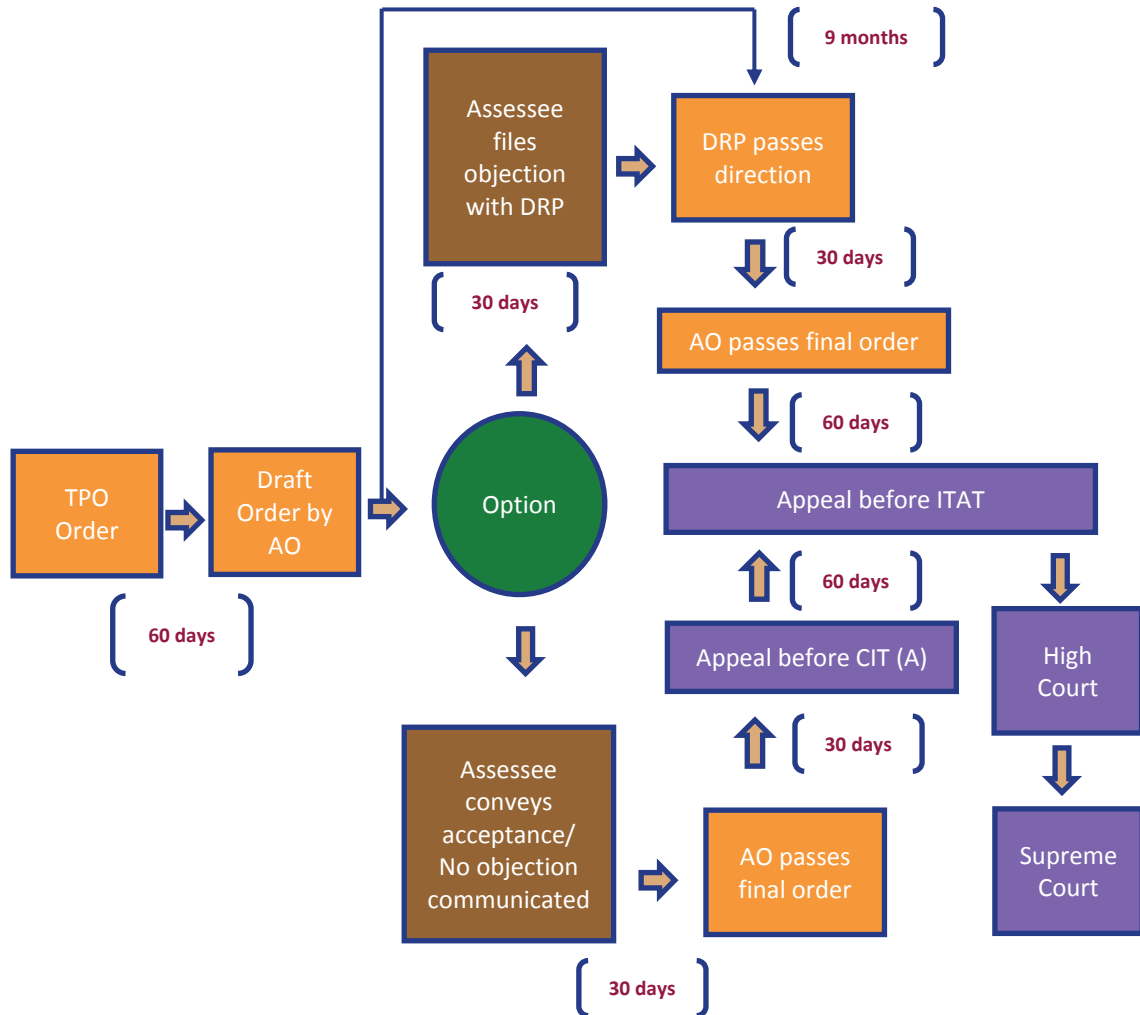 9 months
Assessee
files
objection
with DRP
DRP passes
direction
30 days
30 days
AO passes final order
60 days
TPO
Order
Draft
Order by
AO
Option
Appeal before ITAT
60 days
60 days
Appeal before CIT (A)
High
Court
30 days
Assessee
conveys
acceptance/
No objection
communicated
AO passes
final order
Supreme
Court
30 days